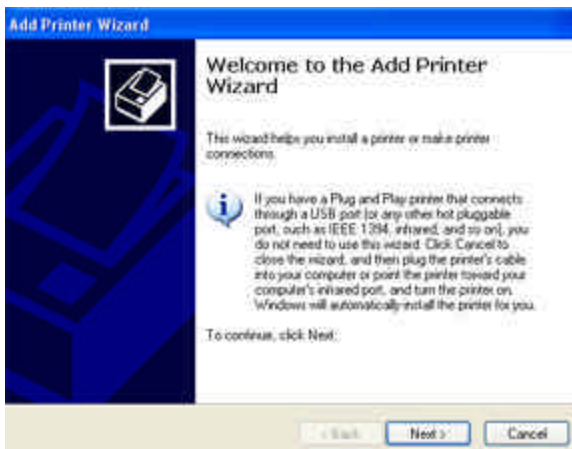 Add Printer Wizard
Welcome to the Add Printer
Wizard
This wizard helps you install a printer or make printer
connections.
If you have a Plug and Play printer that connects
through a USB port (or any other hot pluggable
port, such as IEEE 1394, infrared, and so on), you
do not need to use this wizard. Click Cancel to
close the wizard, and then plug the printer's cable
into your computer or point the printer toward your
computer's infrared port, and turn the printer on.
Windows will automatically install the printer for you.
To continue, click Next.
< Back Next > Cancel